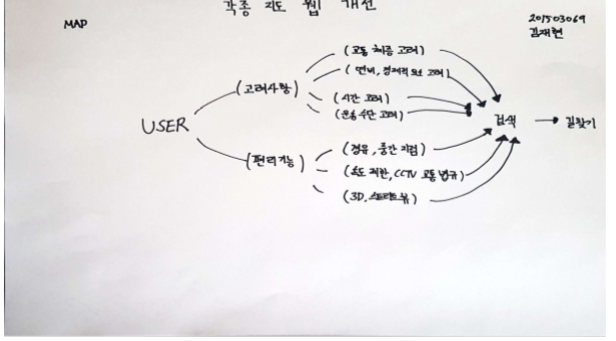 각종 지도 웹 개선
MAP
201503069
김재현
USER
(고려사항)
(교통 체증 고려)
(연비, 경제적 요소 고려)
(시간 고려)
(운송수단 고려)
(편리기능)
(경유, 중간 지점)
(속도 제한, CCTV 교통 법규)
(3D, 스트리트 뷰)
검색
길찾기